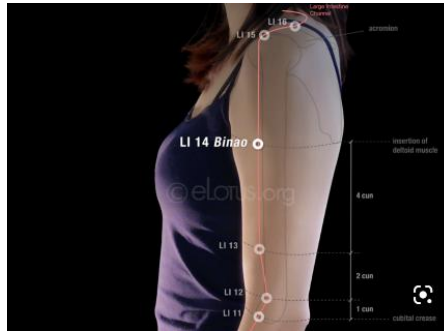 Large Intestine
Channel
LI 16
LI 15
acromion
LI 14 Binao
insertion of
deltoid muscle
© eLotus.org
4 cun
LI 13
2 cun
LI 12
1 cun
LI 11
cubital crease